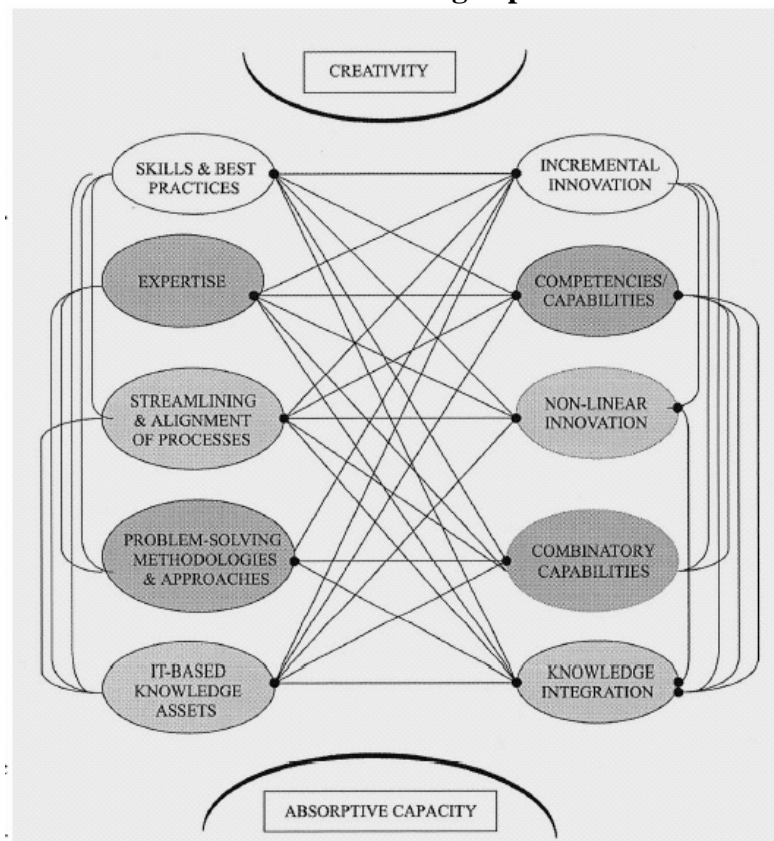 CREATIVITY
SKILLS & BEST
PRACTICES
INCREMENTAL
INNOVATION
EXPERTISE
COMPETENCIES/
CAPABILITIES
STREAMLINING
& ALIGNMENT
OF PROCESSES
NON-LINEAR
INNOVATION
PROBLEM-SOLVING
METHODOLOGIES
& APPROACHES
COMBINATORY
CAPABILITIES
IT-BASED
KNOWLEDGE
ASSETS
KNOWLEDGE
INTEGRATION
ABSORPTIVE CAPACITY